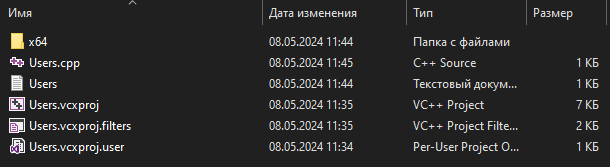 Имя Дата изменения Тип Размер
x64 08.05.2024 11:44 Папка с файлами
Users.cpp 08.05.2024 11:45 C++ Source 1 КБ
Users 08.05.2024 11:44 Текстовый докум... 1 КБ
Users.vcxproj 08.05.2024 11:35 VC++ Project 7 КБ
Users.vcxproj.filters 08.05.2024 11:35 VC++ Project Filte... 2 КБ
Users.vcxproj.user 08.05.2024 11:34 Per-User Project O... 1 КБ